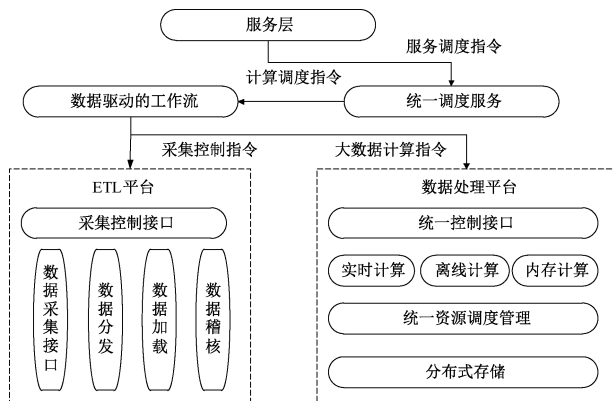 服务层
服务调度指令
计算调度指令
数据驱动的工作流
统一调度服务
采集控制指令
大数据计算指令
ETL平台
采集控制接口
数据采集接口
数据分发
数据加载
数据稽核
数据处理平台
统一控制接口
实时计算
离线计算
内存计算
统一资源调度管理
分布式存储